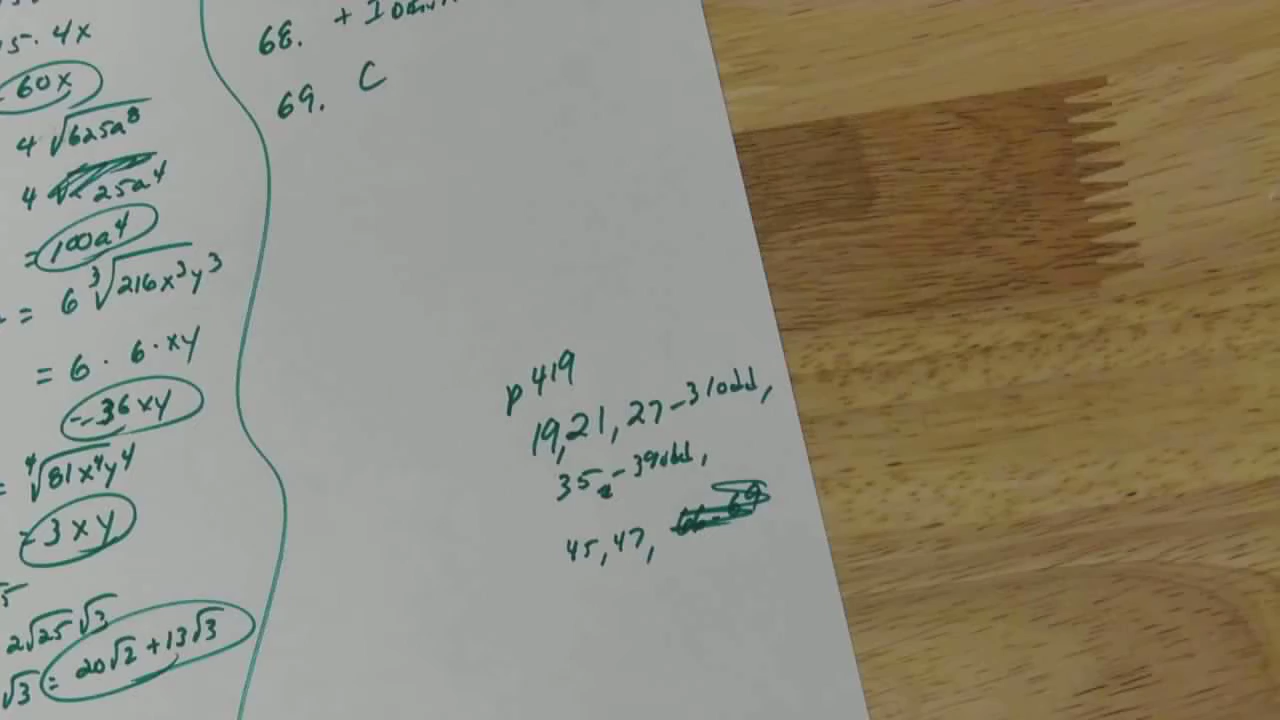 5 · 4x
60x
4 √625a⁸
4 25a⁴
= 100a⁴
= 6 ³√216x³y³
= 6 · 6 · xy
= 36xy
= ⁴√81x⁴y⁴
= 3xy
2√25 √3
√3 = 20√2 + 13√3
68. +
69. C
p 419
19, 21, 27–31 odd,
35–39 odd,
45, 47,